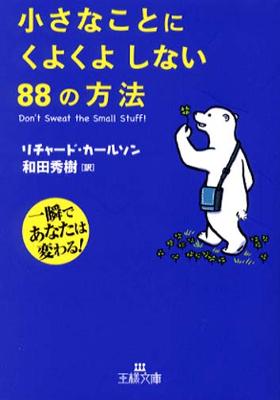 小さなことに
くよくよしない
88の方法
Don't Sweat the Small Stuff!
リチャード・カールソン
和田秀樹[訳]
一瞬で
あなたは
変わる!
王様文庫